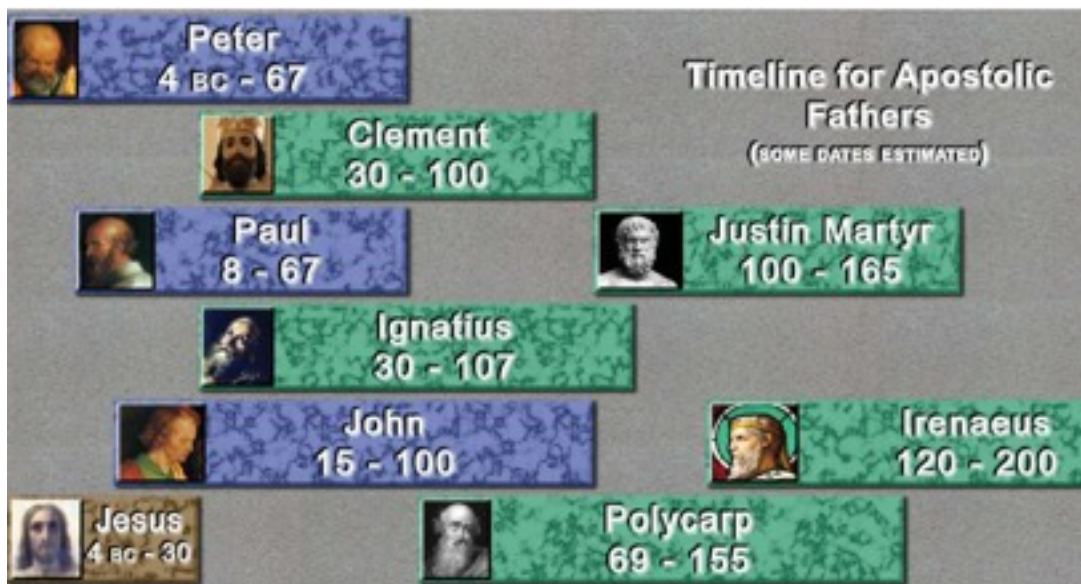 Peter
4 BC - 67
Timeline for Apostolic
Fathers
(SOME DATES ESTIMATED)
Clement
30 - 100
Paul
8 - 67
Justin Martyr
100 - 165
Ignatius
30 - 107
John
15 - 100
Irenaeus
120 - 200
Jesus
4 BC - 30
Polycarp
69 - 155